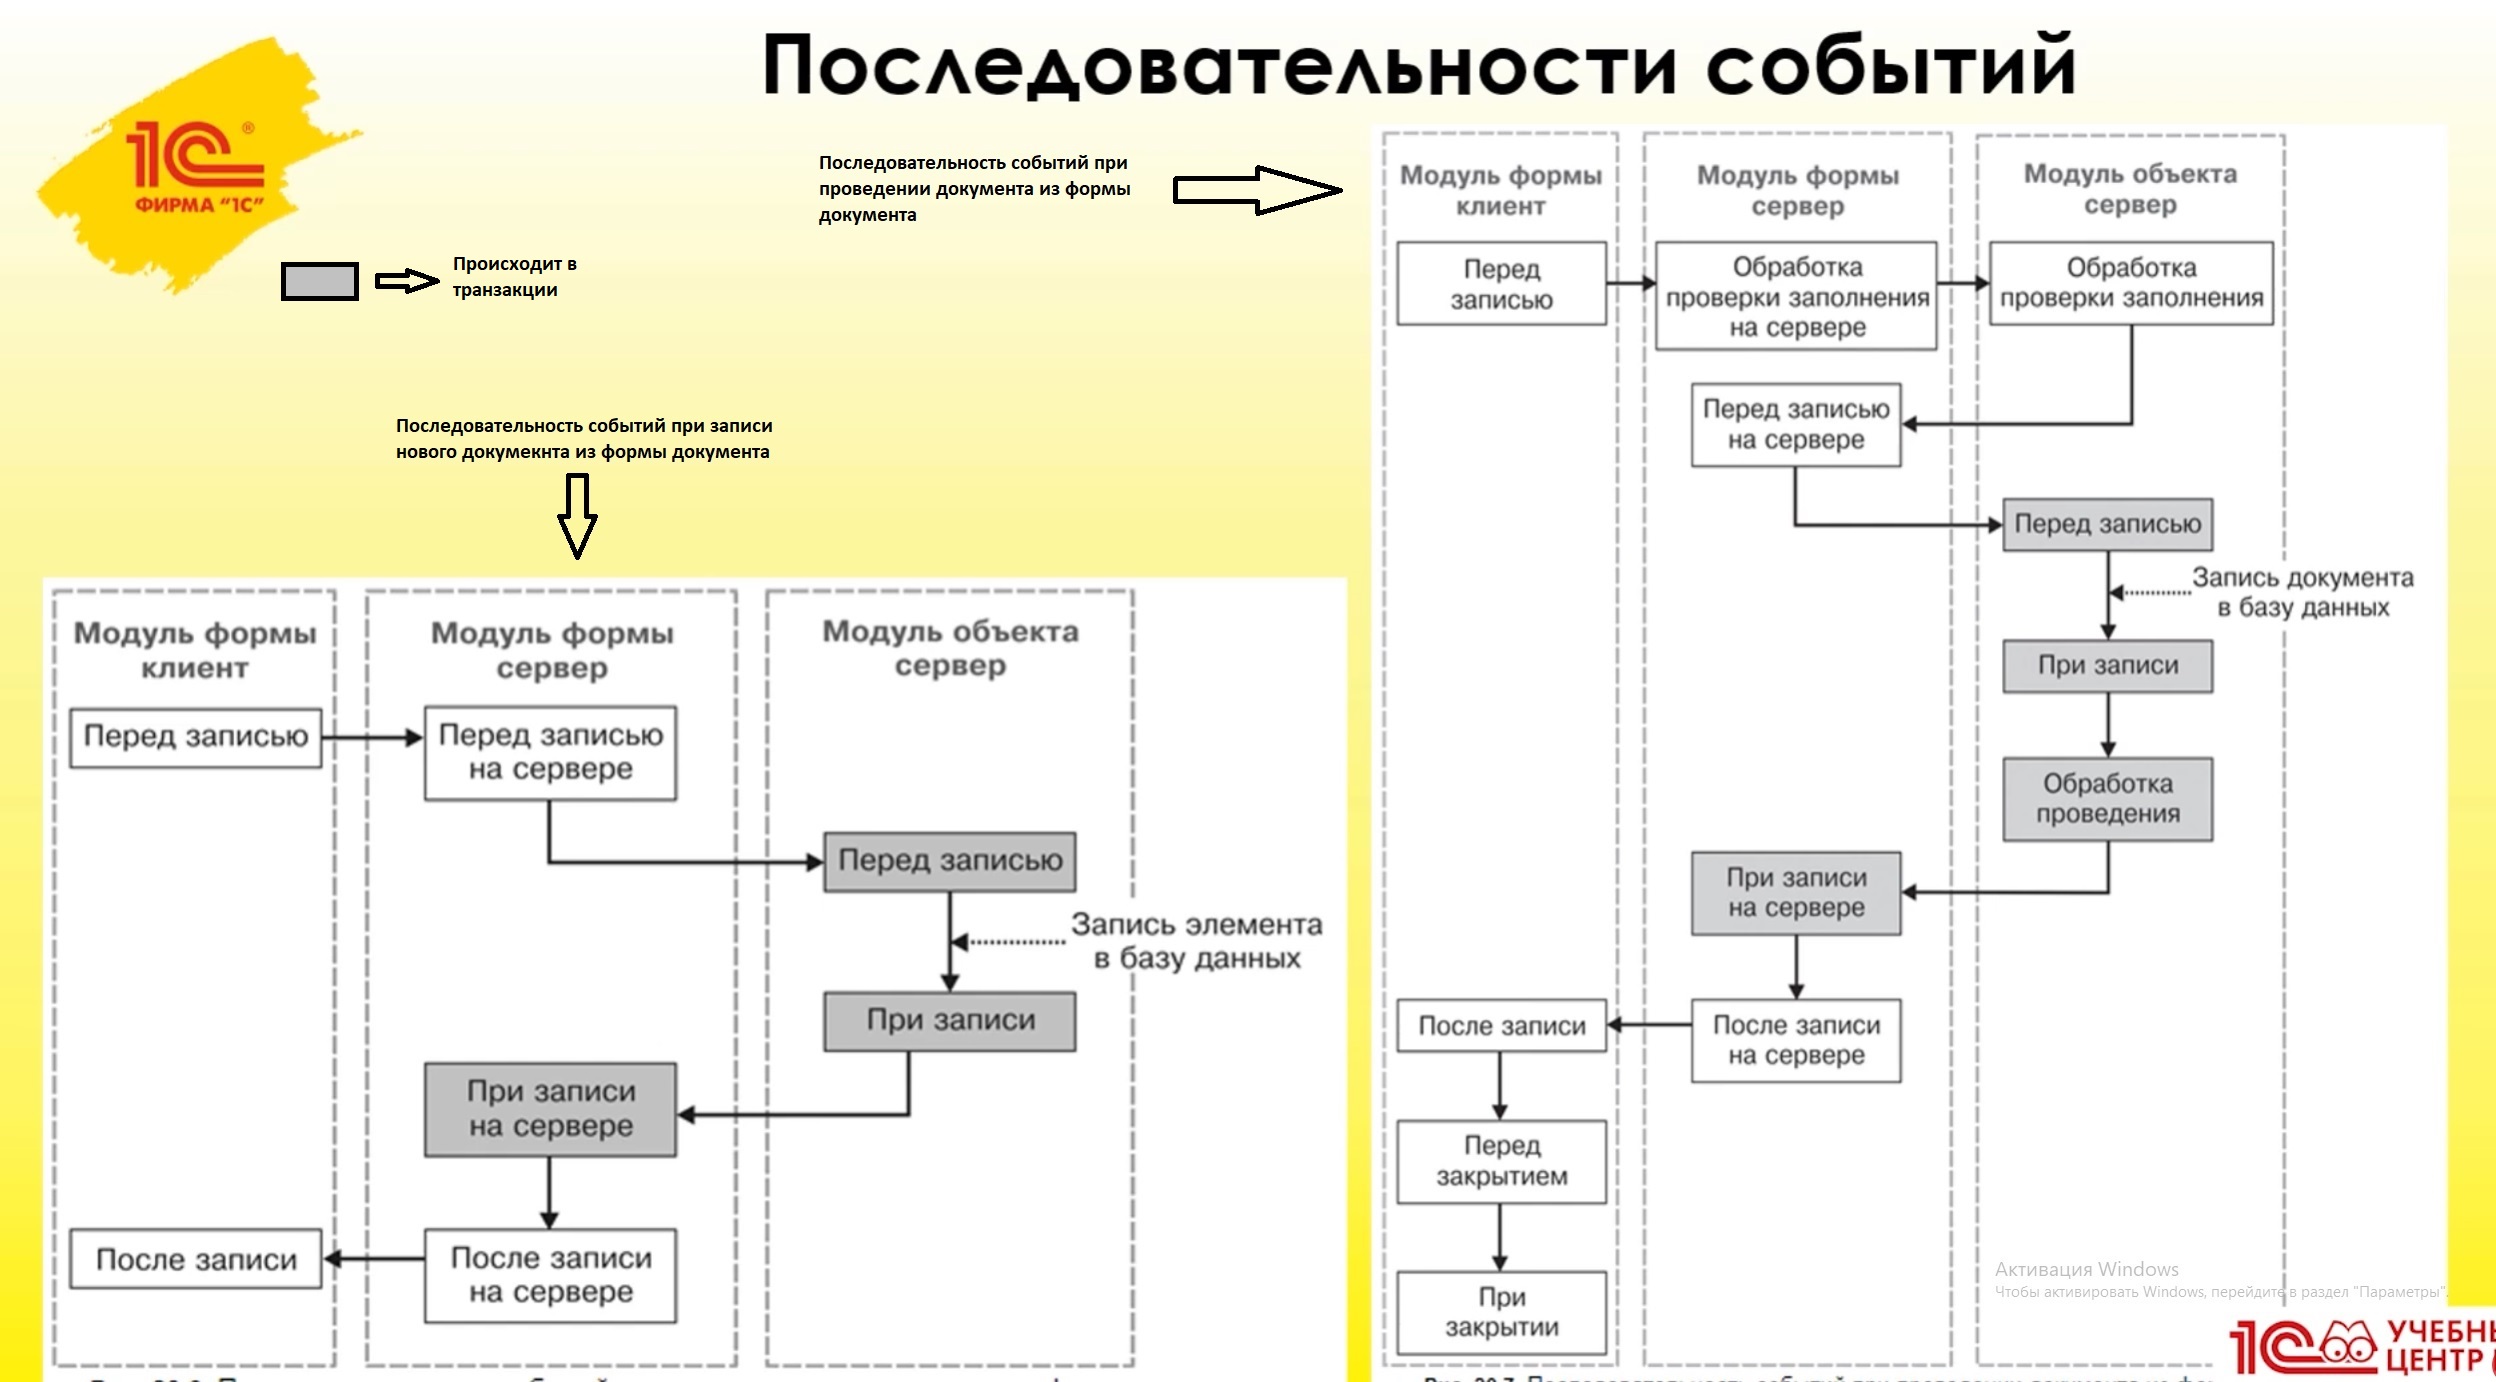 Последовательности событий
1С®
ФИРМА "1С"
Происходит в
транзакции
Последовательность событий при
проведении документа из формы
документа
Последовательность событий при записи
нового докумекнта из формы документа
Модуль формы
клиент
Модуль формы
сервер
Модуль объекта
сервер
Перед записью
Перед записью
на сервере
Перед записью
Запись элемента
в базу данных
При записи
При записи
на сервере
После записи
на сервере
После записи
Модуль формы
клиент
Модуль формы
сервер
Модуль объекта
сервер
Перед
записью
Обработка
проверки заполнения
на сервере
Обработка
проверки заполнения
Перед записью
на сервере
Перед записью
Запись документа
в базу данных
При записи
Обработка
проведения
При записи
на сервере
После записи
на сервере
После записи
Перед
закрытием
При
закрытии
Активация Windows
Чтобы активировать Windows, перейдите в раздел "Параметры".
1С
ЦЕНТР